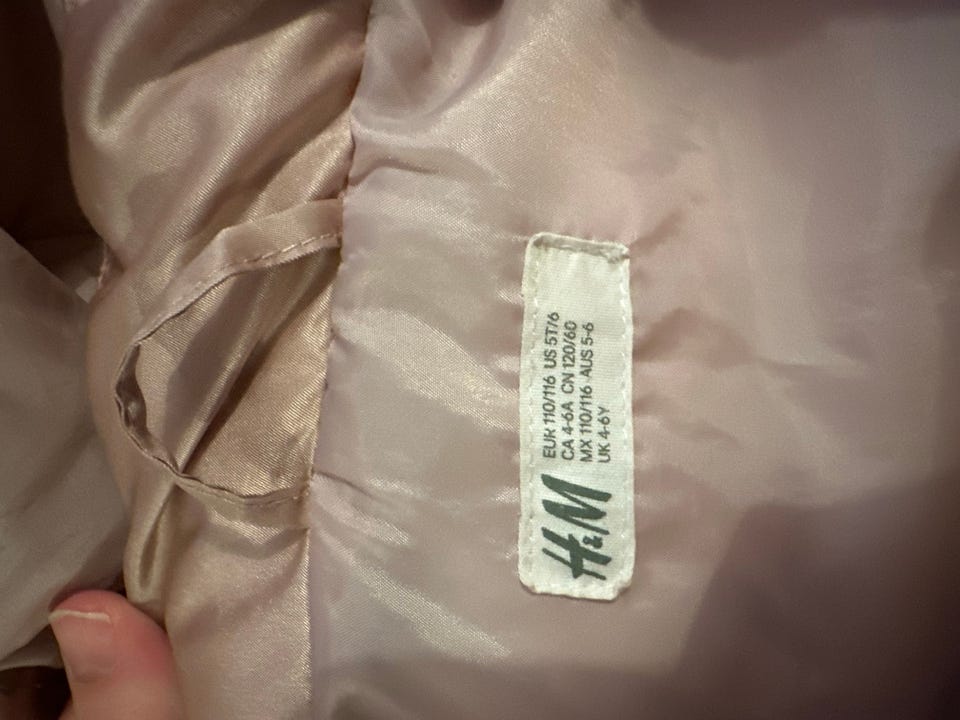 H&M
EUR 110/116 US 5T/6
CA 4-6A CN 120/60
MX 110/116 AUS 5-6
UK 4-6Y